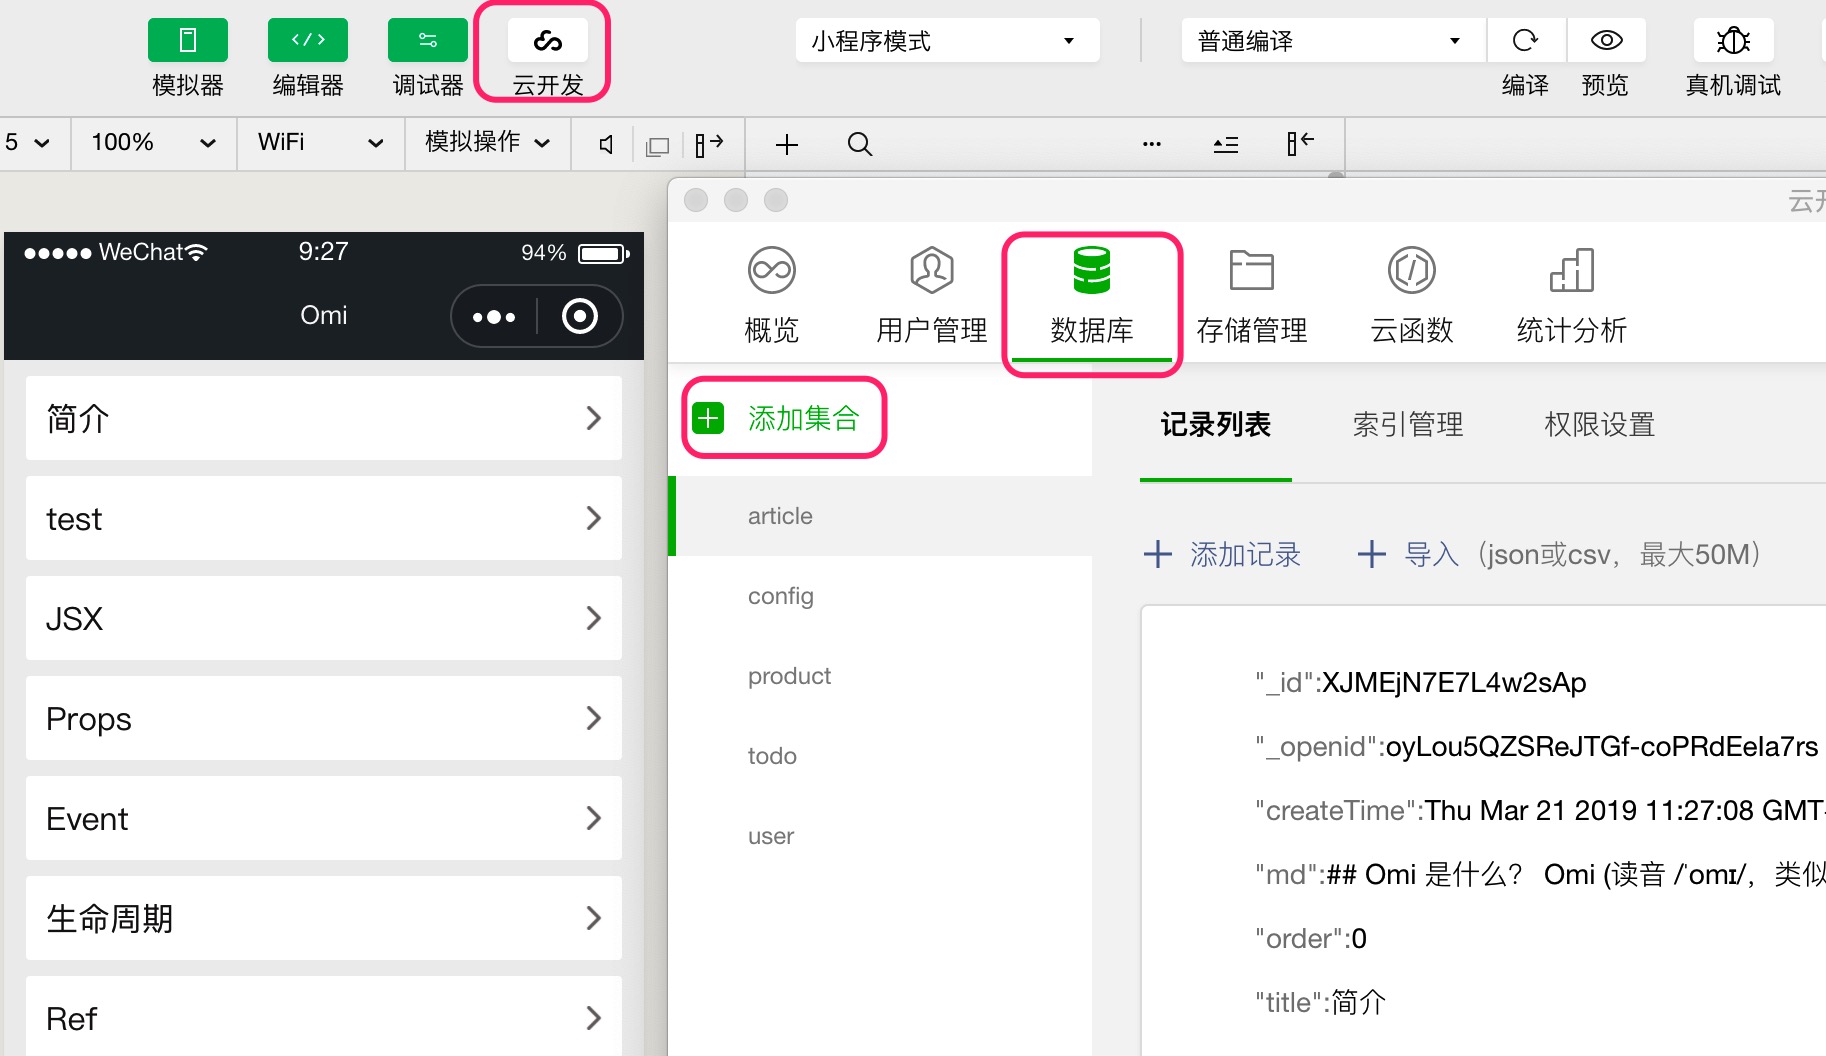 模拟器
编辑器
调试器
云开发
小程序模式
普通编译
编译
预览
真机调试
5
100%
WiFi
模拟操作
WeChat
9:27
94%
Omi
简介
test
JSX
Props
Event
生命周期
Ref
概览
用户管理
数据库
存储管理
云函数
统计分析
添加集合
article
config
product
todo
user
记录列表
索引管理
权限设置
添加记录
导入（json或csv，最大50M）
"_id":XJMEjN7E7L4w2sAp
"_openid":oyLou5QZSReJTGf-coPRdEeIa7rs
"createTime":Thu Mar 21 2019 11:27:08 GMT
"md":## Omi 是什么？ Omi (读音 /ˈomɪ/，类似
"order":0
"title":简介